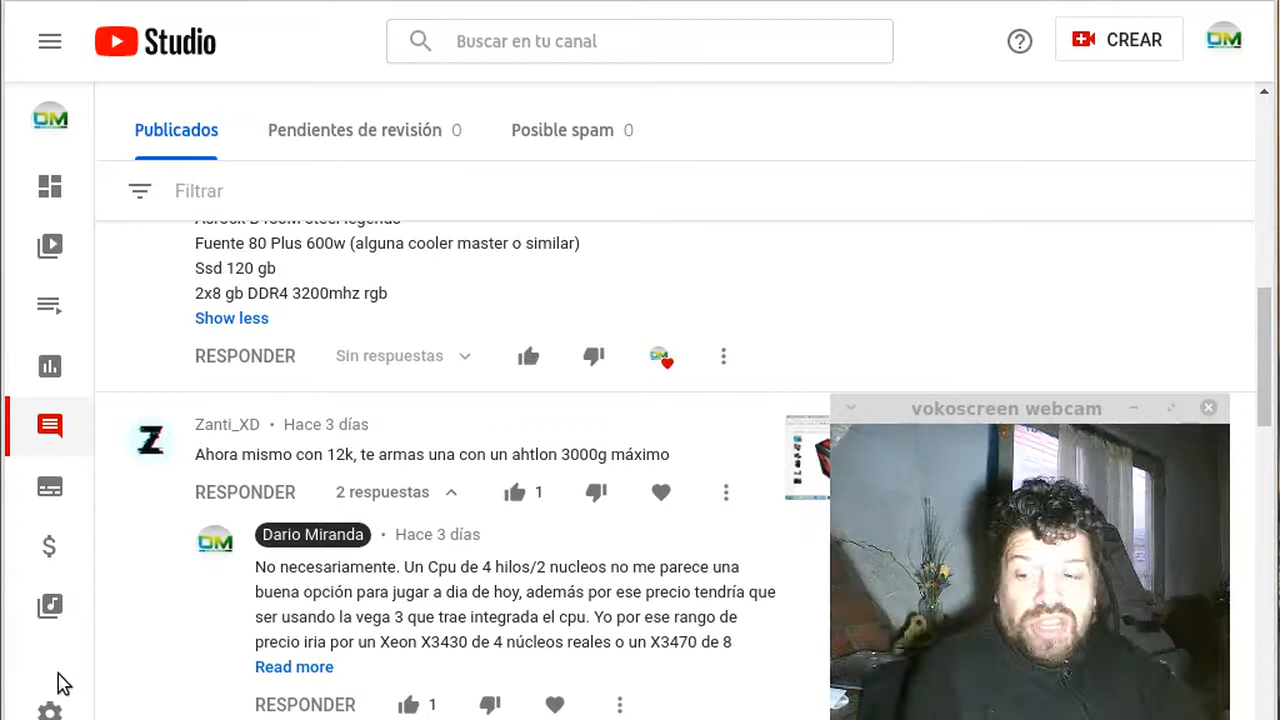 Studio
Buscar en tu canal
CREAR
DM
DM
Publicados
Pendientes de revisión 0
Posible spam 0
Filtrar
Fuente 80 Plus 600w (alguna cooler master o similar)
Ssd 120 gb
2x8 gb DDR4 3200mhz rgb
Show less
RESPONDER
Sin respuestas
vokoscreen webcam
Zanti_XD • Hace 3 días
Ahora mismo con 12k, te armas una con un ahtlon 3000g máximo
RESPONDER
2 respuestas
1
DM
Dario Miranda • Hace 3 días
No necesariamente. Un Cpu de 4 hilos/2 nucleos no me parece una
buena opción para jugar a dia de hoy, además por ese precio tendría que
ser usando la vega 3 que trae integrada el cpu. Yo por ese rango de
precio iria por un Xeon X3430 de 4 núcleos reales o un X3470 de 8
Read more
RESPONDER
1